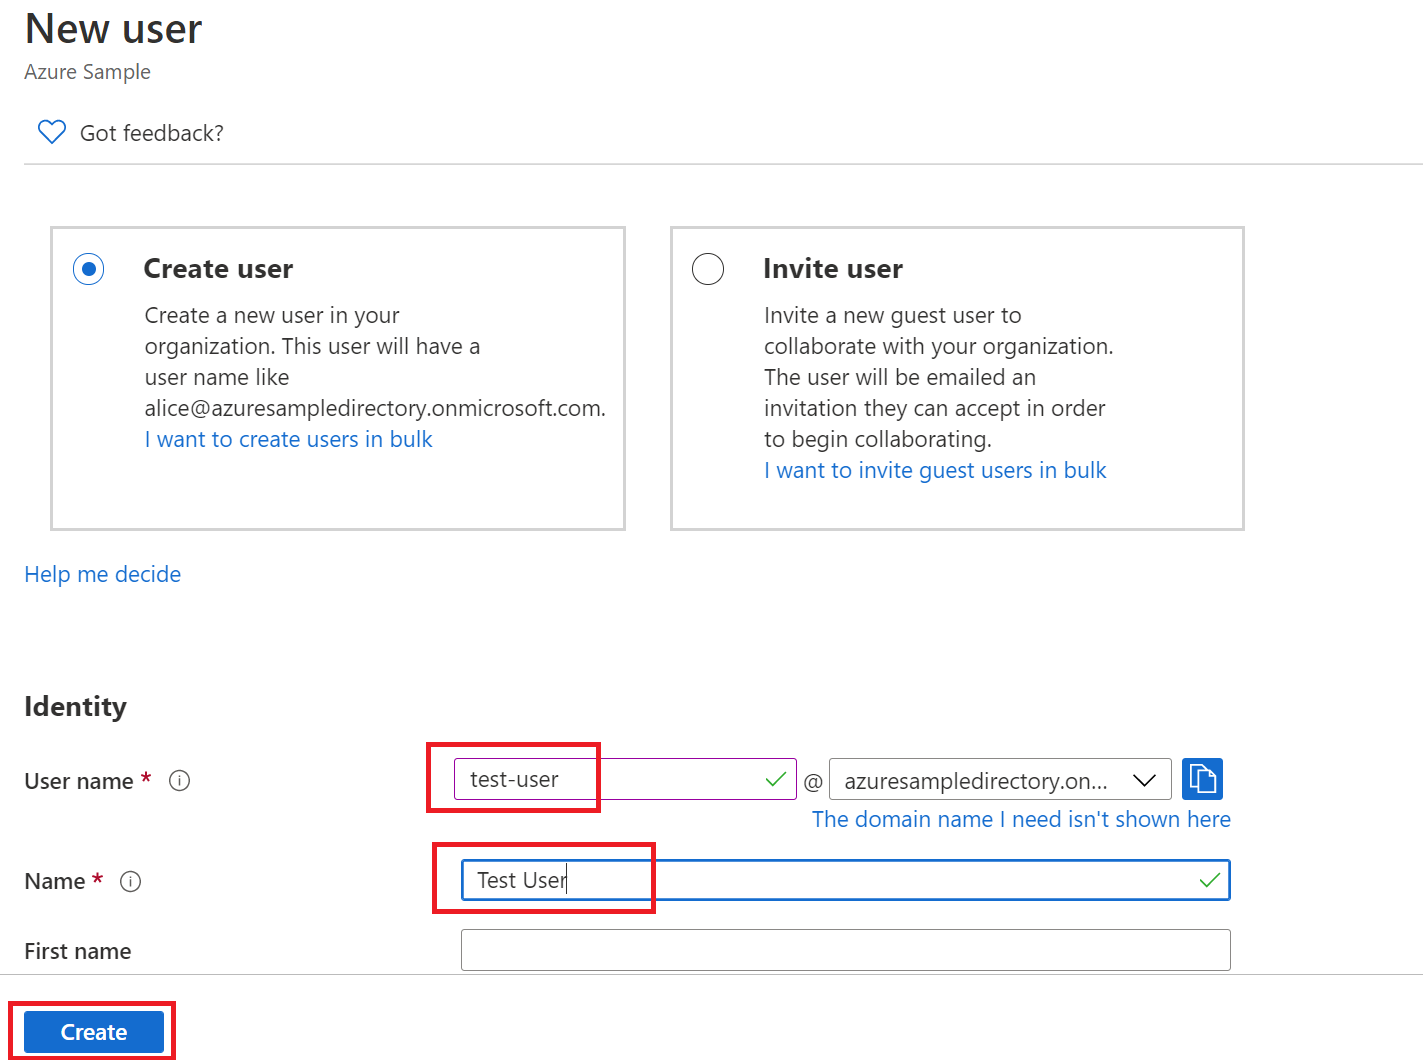 New user
Azure Sample
Got feedback?
Create user
Create a new user in your
organization. This user will have a
user name like
alice@azuresampledirectory.onmicrosoft.com.
I want to create users in bulk
Invite user
Invite a new guest user to
collaborate with your organization.
The user will be emailed an
invitation they can accept in order
to begin collaborating.
I want to invite guest users in bulk
Help me decide
Identity
User name * test-user @ azuresampledirectory.on...
The domain name I need isn't shown here
Name * Test User
First name
Create